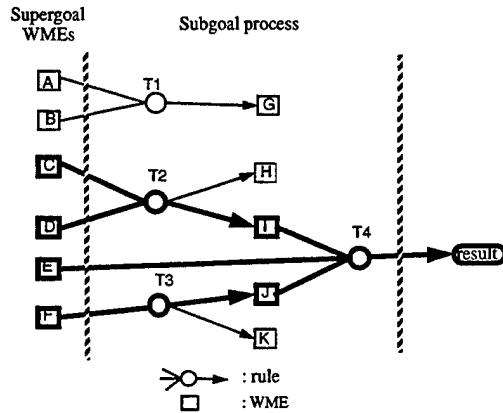 Supergoal
WMEs
Subgoal process
A
B
T1
G
C
D
T2
H
I
T4
E
result
F
T3
J
K
: rule
: WME